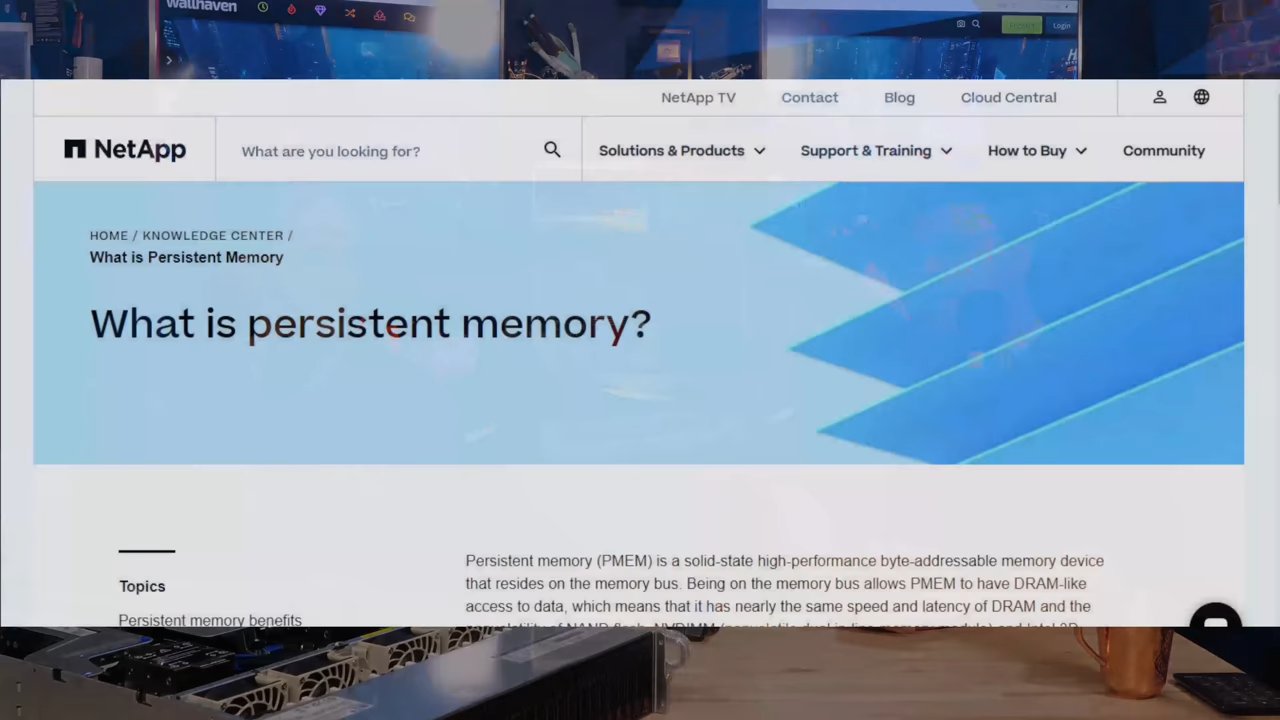 wallhaven
Login
NetApp TV
Contact
Blog
Cloud Central
NetApp
What are you looking for?
Solutions & Products
Support & Training
How to Buy
Community
HOME / KNOWLEDGE CENTER /
What is Persistent Memory
What is persistent memory?
Topics
Persistent memory benefits
Persistent memory (PMEM) is a solid-state high-performance byte-addressable memory device
that resides on the memory bus. Being on the memory bus allows PMEM to have DRAM-like
access to data, which means that it has nearly the same speed and latency of DRAM and the